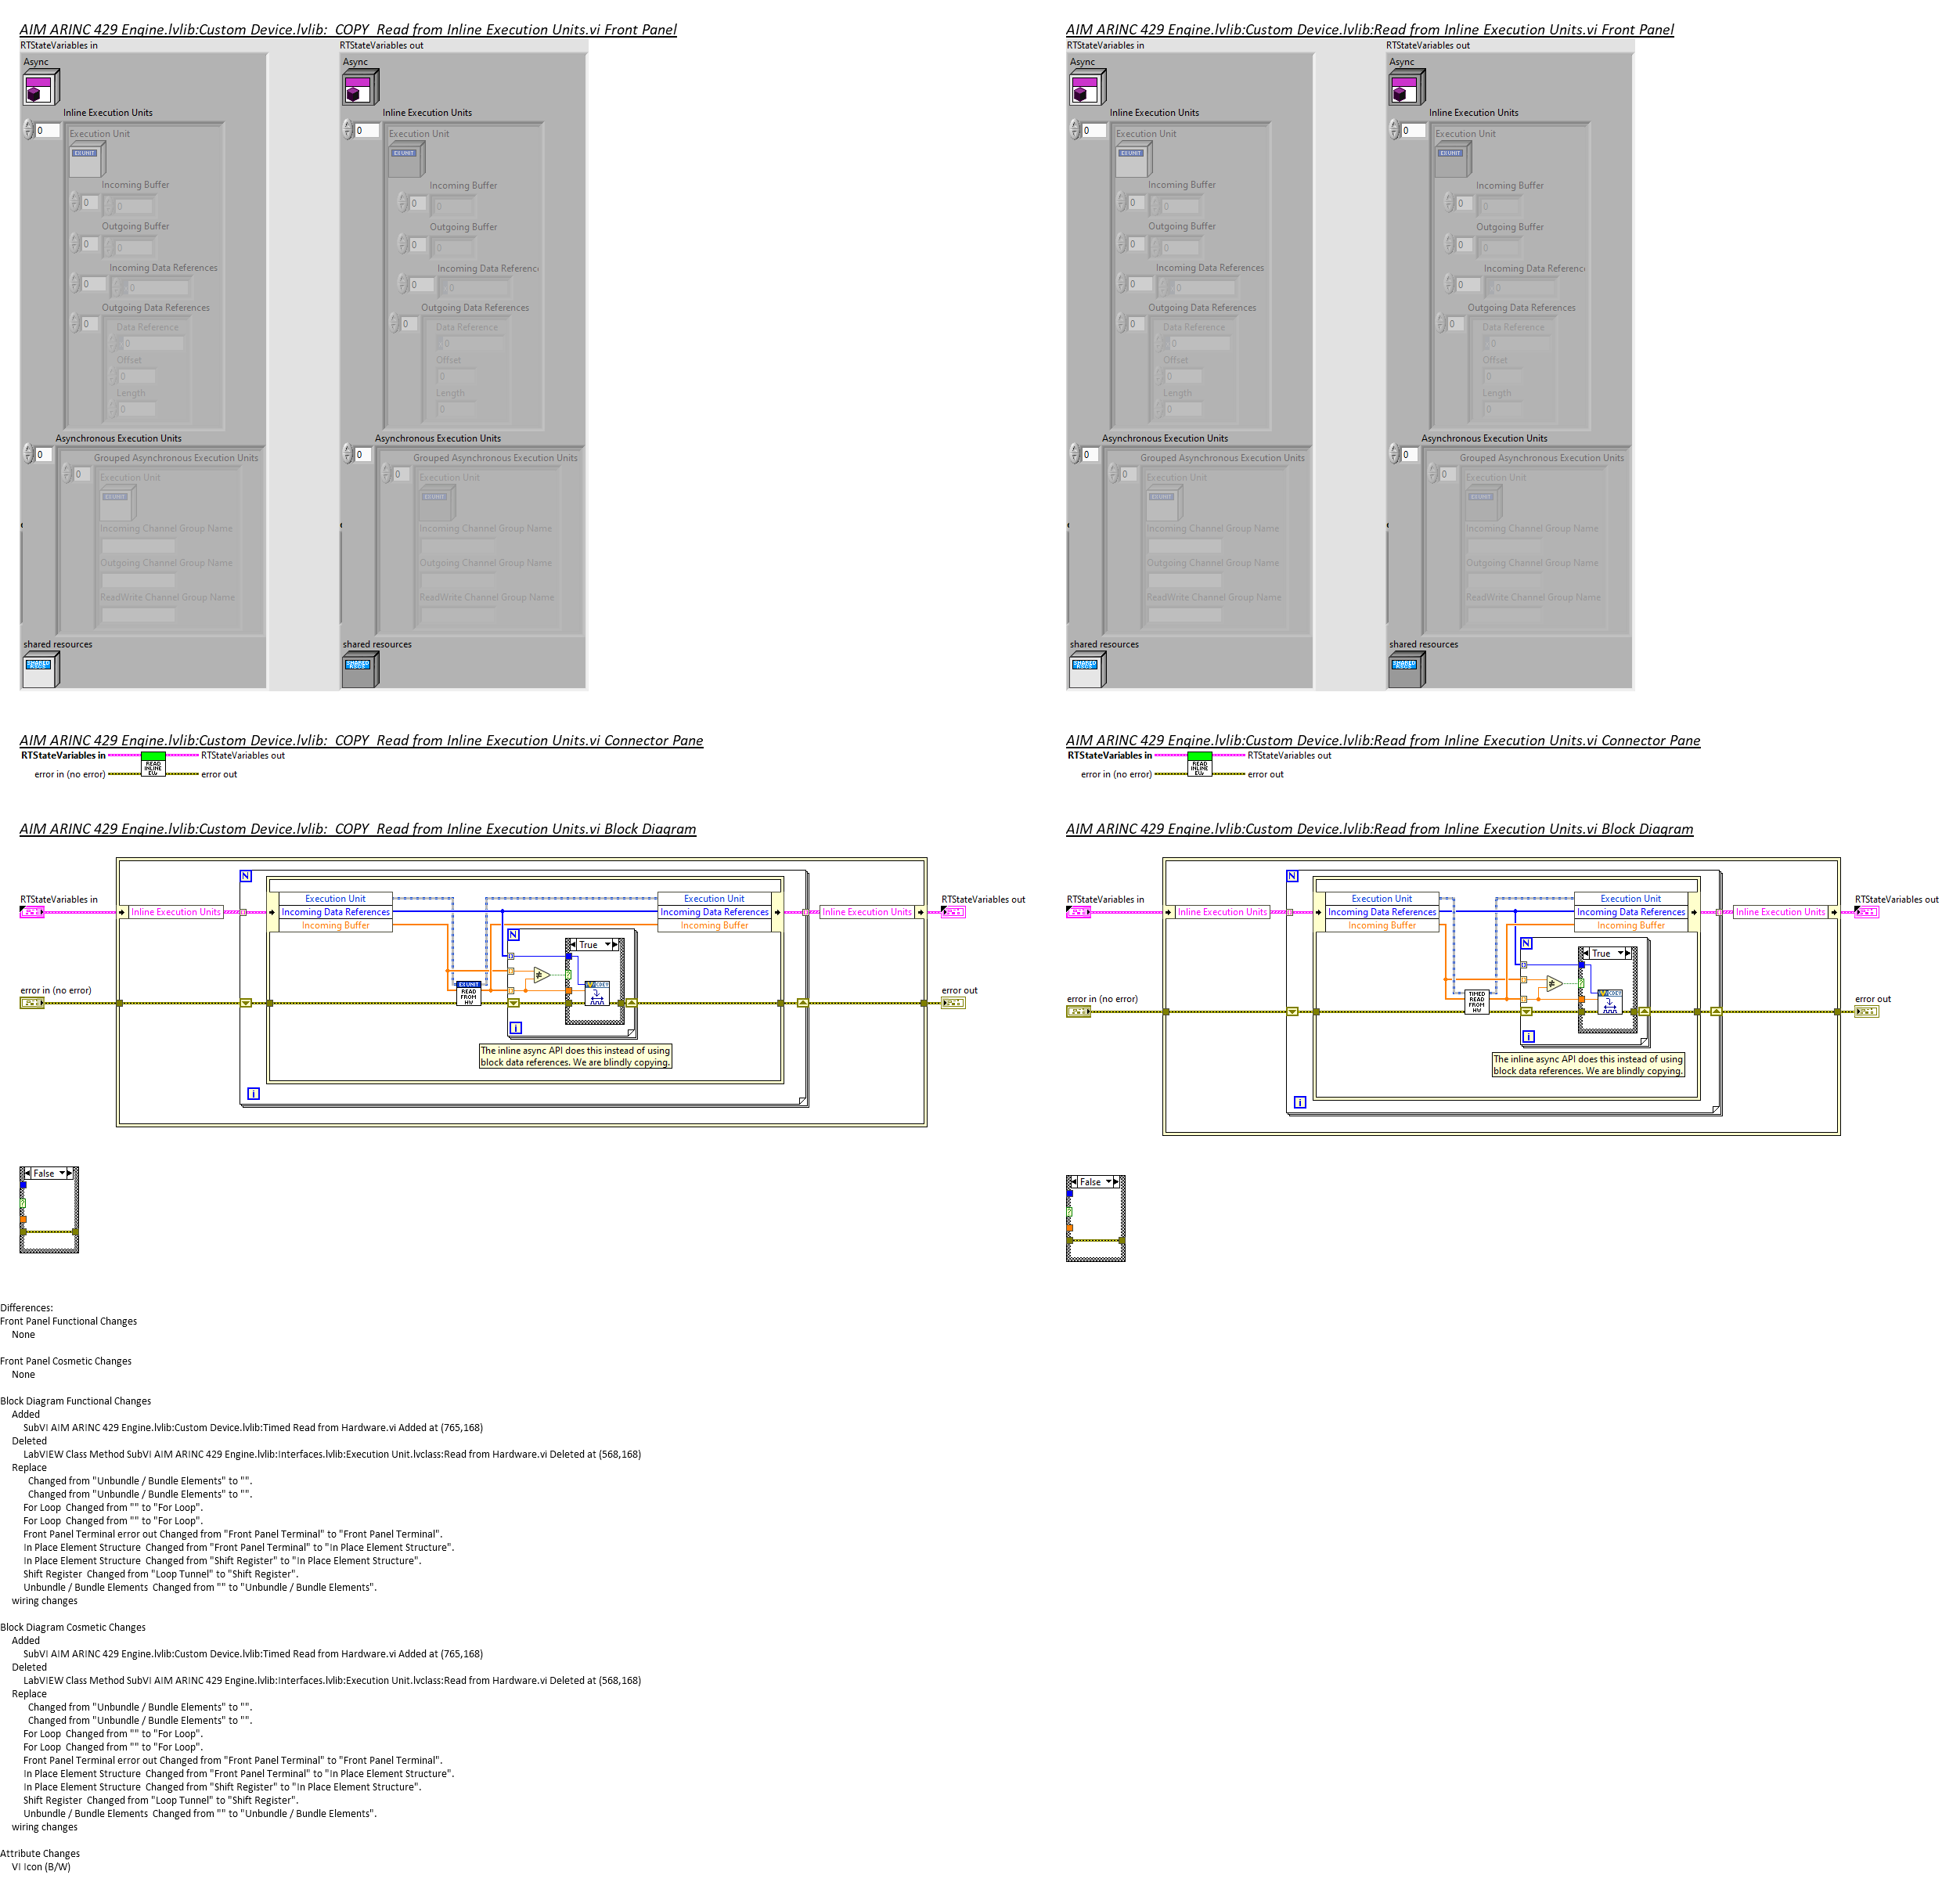 AIM ARINC 429 Engine.lvlib:Custom Device.lvlib:_COPY_Read from Inline Execution Units.vi Front Panel
RTStateVariables in
RTStateVariables out
Async
Async
Inline Execution Units
Inline Execution Units
0
Execution Unit
0
Execution Unit
EX UNIT
EX UNIT
Incoming Buffer
Incoming Buffer
0
0
0
0
Outgoing Buffer
Outgoing Buffer
0
0
0
0
Incoming Data References
Incoming Data Referenc
0
0
0
0
Outgoing Data References
Outgoing Data References
0
Data Reference
0
Data Reference
0
0
Offset
Offset
0
0
Length
Length
0
0
Asynchronous Execution Units
Asynchronous Execution Units
0
Grouped Asynchronous Execution Units
0
Grouped Asynchronous Execution Units
0
Execution Unit
0
Execution Unit
EX UNIT
EX UNIT
Incoming Channel Group Name
Incoming Channel Group Name
Outgoing Channel Group Name
Outgoing Channel Group Name
ReadWrite Channel Group Name
ReadWrite Channel Group Name
shared resources
shared resources
SHARED
SHARED
AIM ARINC 429 Engine.lvlib:Custom Device.lvlib:Read from Inline Execution Units.vi Front Panel
RTStateVariables in
RTStateVariables out
Async
Async
Inline Execution Units
Inline Execution Units
0
Execution Unit
0
Execution Unit
EX UNIT
EX UNIT
Incoming Buffer
Incoming Buffer
0
0
0
0
Outgoing Buffer
Outgoing Buffer
0
0
0
0
Incoming Data References
Incoming Data Referenc
0
0
0
0
Outgoing Data References
Outgoing Data References
0
Data Reference
0
Data Reference
0
0
Offset
Offset
0
0
Length
Length
0
0
Asynchronous Execution Units
Asynchronous Execution Units
0
Grouped Asynchronous Execution Units
0
Grouped Asynchronous Execution Units
0
Execution Unit
0
Execution Unit
EX UNIT
EX UNIT
Incoming Channel Group Name
Incoming Channel Group Name
Outgoing Channel Group Name
Outgoing Channel Group Name
ReadWrite Channel Group Name
ReadWrite Channel Group Name
shared resources
shared resources
SHARED
SHARED
AIM ARINC 429 Engine.lvlib:Custom Device.lvlib:_COPY_Read from Inline Execution Units.vi Connector Pane
RTStateVariables in
RTStateVariables out
READ
INLINE
EUs
error in (no error)
error out
AIM ARINC 429 Engine.lvlib:Custom Device.lvlib:Read from Inline Execution Units.vi Connector Pane
RTStateVariables in
RTStateVariables out
READ
INLINE
EUs
error in (no error)
error out
AIM ARINC 429 Engine.lvlib:Custom Device.lvlib:_COPY_Read from Inline Execution Units.vi Block Diagram
N
RTStateVariables in
Execution Unit
Execution Unit
RTStateVariables out
Inline Execution Units
Incoming Data References
Incoming Data References
Inline Execution Units
Incoming Buffer
Incoming Buffer
N
True
error in (no error)
EX UNIT
READ
FROM
HW
error out
i
The inline async API does this instead of using
block data references. We are blindly copying.
i
False
AIM ARINC 429 Engine.lvlib:Custom Device.lvlib:Read from Inline Execution Units.vi Block Diagram
N
RTStateVariables in
Execution Unit
Execution Unit
RTStateVariables out
Inline Execution Units
Incoming Data References
Incoming Data References
Inline Execution Units
Incoming Buffer
Incoming Buffer
N
True
error in (no error)
TIMED
READ
FROM
HW
error out
i
The inline async API does this instead of using
block data references. We are blindly copying.
i
False
Differences:
Front Panel Functional Changes
None
Front Panel Cosmetic Changes
None
Block Diagram Functional Changes
Added
SubVI AIM ARINC 429 Engine.lvlib:Custom Device.lvlib:Timed Read from Hardware.vi Added at (765,168)
Deleted
LabVIEW Class Method SubVI AIM ARINC 429 Engine.lvlib:Interfaces.lvlib:Execution Unit.lvclass:Read from Hardware.vi Deleted at (568,168)
Replace
Changed from "Unbundle / Bundle Elements" to "".
Changed from "Unbundle / Bundle Elements" to "".
For Loop  Changed from "" to "For Loop".
For Loop  Changed from "" to "For Loop".
Front Panel Terminal error out Changed from "Front Panel Terminal" to "Front Panel Terminal".
In Place Element Structure  Changed from "Front Panel Terminal" to "In Place Element Structure".
In Place Element Structure  Changed from "Shift Register" to "In Place Element Structure".
Shift Register  Changed from "Loop Tunnel" to "Shift Register".
Unbundle / Bundle Elements  Changed from "" to "Unbundle / Bundle Elements".
wiring changes
Block Diagram Cosmetic Changes
Added
SubVI AIM ARINC 429 Engine.lvlib:Custom Device.lvlib:Timed Read from Hardware.vi Added at (765,168)
Deleted
LabVIEW Class Method SubVI AIM ARINC 429 Engine.lvlib:Interfaces.lvlib:Execution Unit.lvclass:Read from Hardware.vi Deleted at (568,168)
Replace
Changed from "Unbundle / Bundle Elements" to "".
Changed from "Unbundle / Bundle Elements" to "".
For Loop  Changed from "" to "For Loop".
For Loop  Changed from "" to "For Loop".
Front Panel Terminal error out Changed from "Front Panel Terminal" to "Front Panel Terminal".
In Place Element Structure  Changed from "Front Panel Terminal" to "In Place Element Structure".
In Place Element Structure  Changed from "Shift Register" to "In Place Element Structure".
Shift Register  Changed from "Loop Tunnel" to "Shift Register".
Unbundle / Bundle Elements  Changed from "" to "Unbundle / Bundle Elements".
wiring changes
Attribute Changes
VI Icon (B/W)